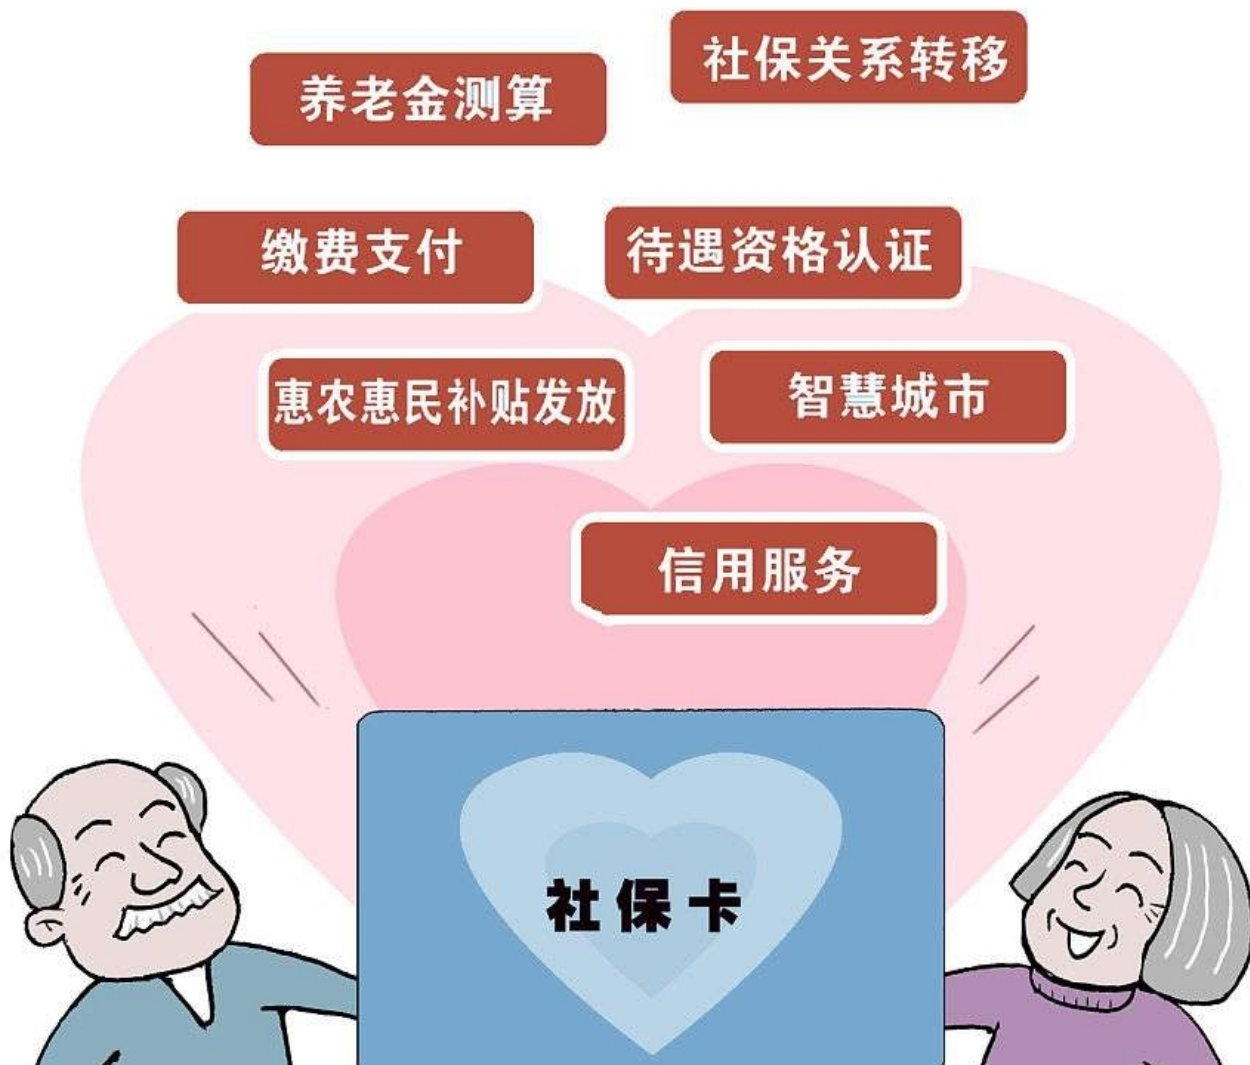 养老金测算
社保关系转移
缴费支付
待遇资格认证
惠农惠民补贴发放
智慧城市
信用服务
社保卡